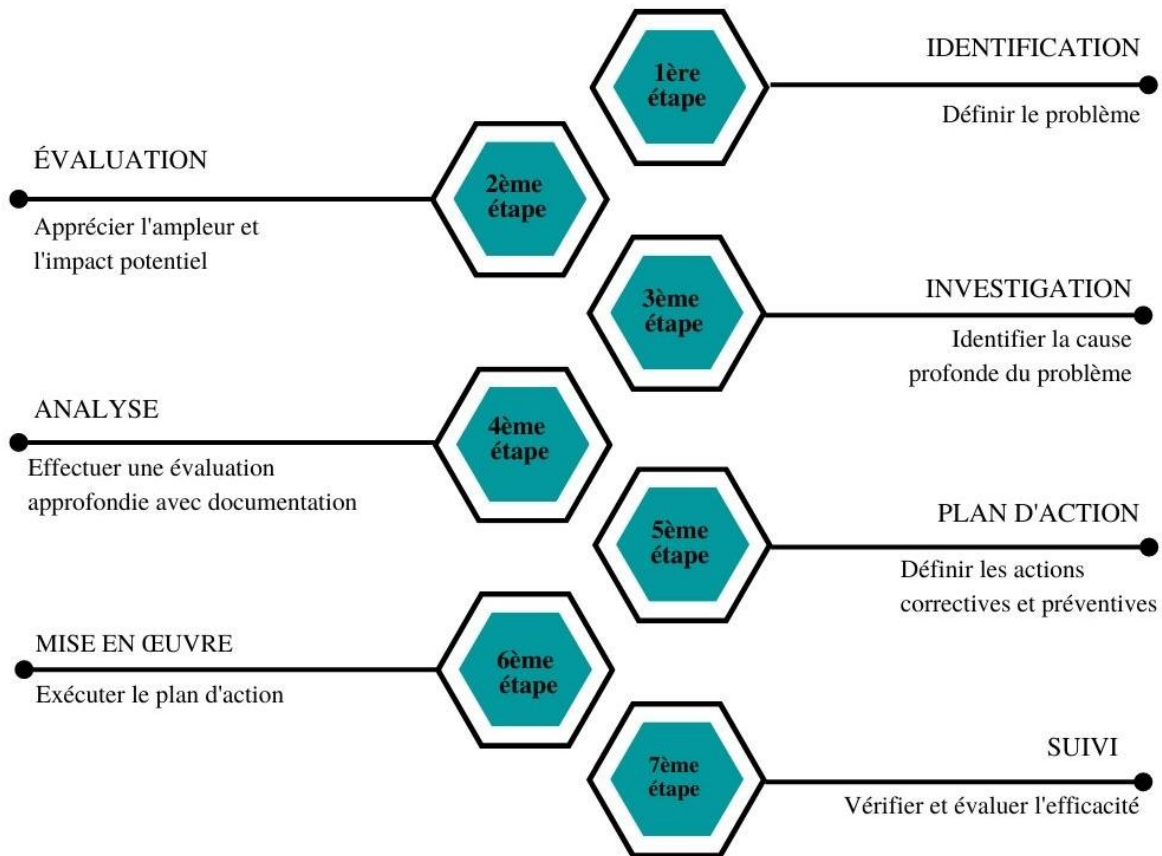 1ère
étape
IDENTIFICATION
Définir le problème
ÉVALUATION
Apprécier l'ampleur et
l'impact potentiel
2ème
étape
3ème
étape
INVESTIGATION
Identifier la cause
profonde du problème
ANALYSE
Effectuer une évaluation
approfondie avec documentation
4ème
étape
5ème
étape
PLAN D'ACTION
Définir les actions
correctives et préventives
MISE EN ŒUVRE
Exécuter le plan d'action
6ème
étape
7ème
étape
SUIVI
Vérifier et évaluer l'efficacité